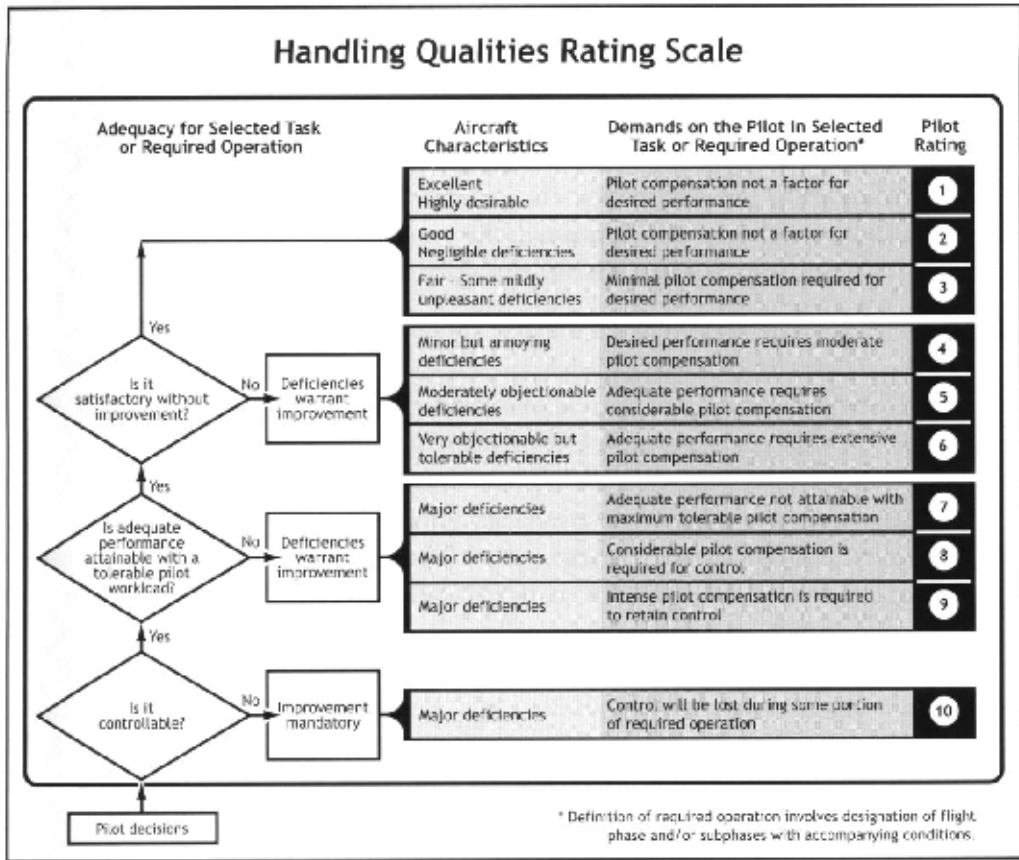 Handling Qualities Rating Scale
Adequacy for Selected Task
or Required Operation
Aircraft
Characteristics
Demands on the Pilot in Selected
Task or Required Operation*
Pilot
Rating
Excellent
Highly desirable
Pilot compensation not a factor for
desired performance
1
Good
Negligible deficiencies
Pilot compensation not a factor for
desired performance
2
Fair - Some mildly
unpleasant deficiencies
Minimal pilot compensation required for
desired performance
3
Yes
Is it
satisfactory without
improvement?
No
Deficiencies
warrant
improvement
Minor but annoying
deficiencies
Desired performance requires moderate
pilot compensation
4
Moderately objectionable
deficiencies
Adequate performance requires
considerable pilot compensation
5
Very objectionable but
tolerable deficiencies
Adequate performance requires extensive
pilot compensation
6
Yes
Is adequate
performance
attainable with a
tolerable pilot
workload?
No
Deficiencies
warrant
improvement
Major deficiencies
Adequate performance not attainable with
maximum tolerable pilot compensation
7
Major deficiencies
Considerable pilot compensation is
required for control
8
Major deficiencies
Intense pilot compensation is required
to retain control
9
Yes
Is it
controllable?
No
Improvement
mandatory
Major deficiencies
Control will be lost during some portion
of required operation
10
Pilot decisions
* Definition of required operation involves designation of flight
phase and/or subphases with accompanying conditions.